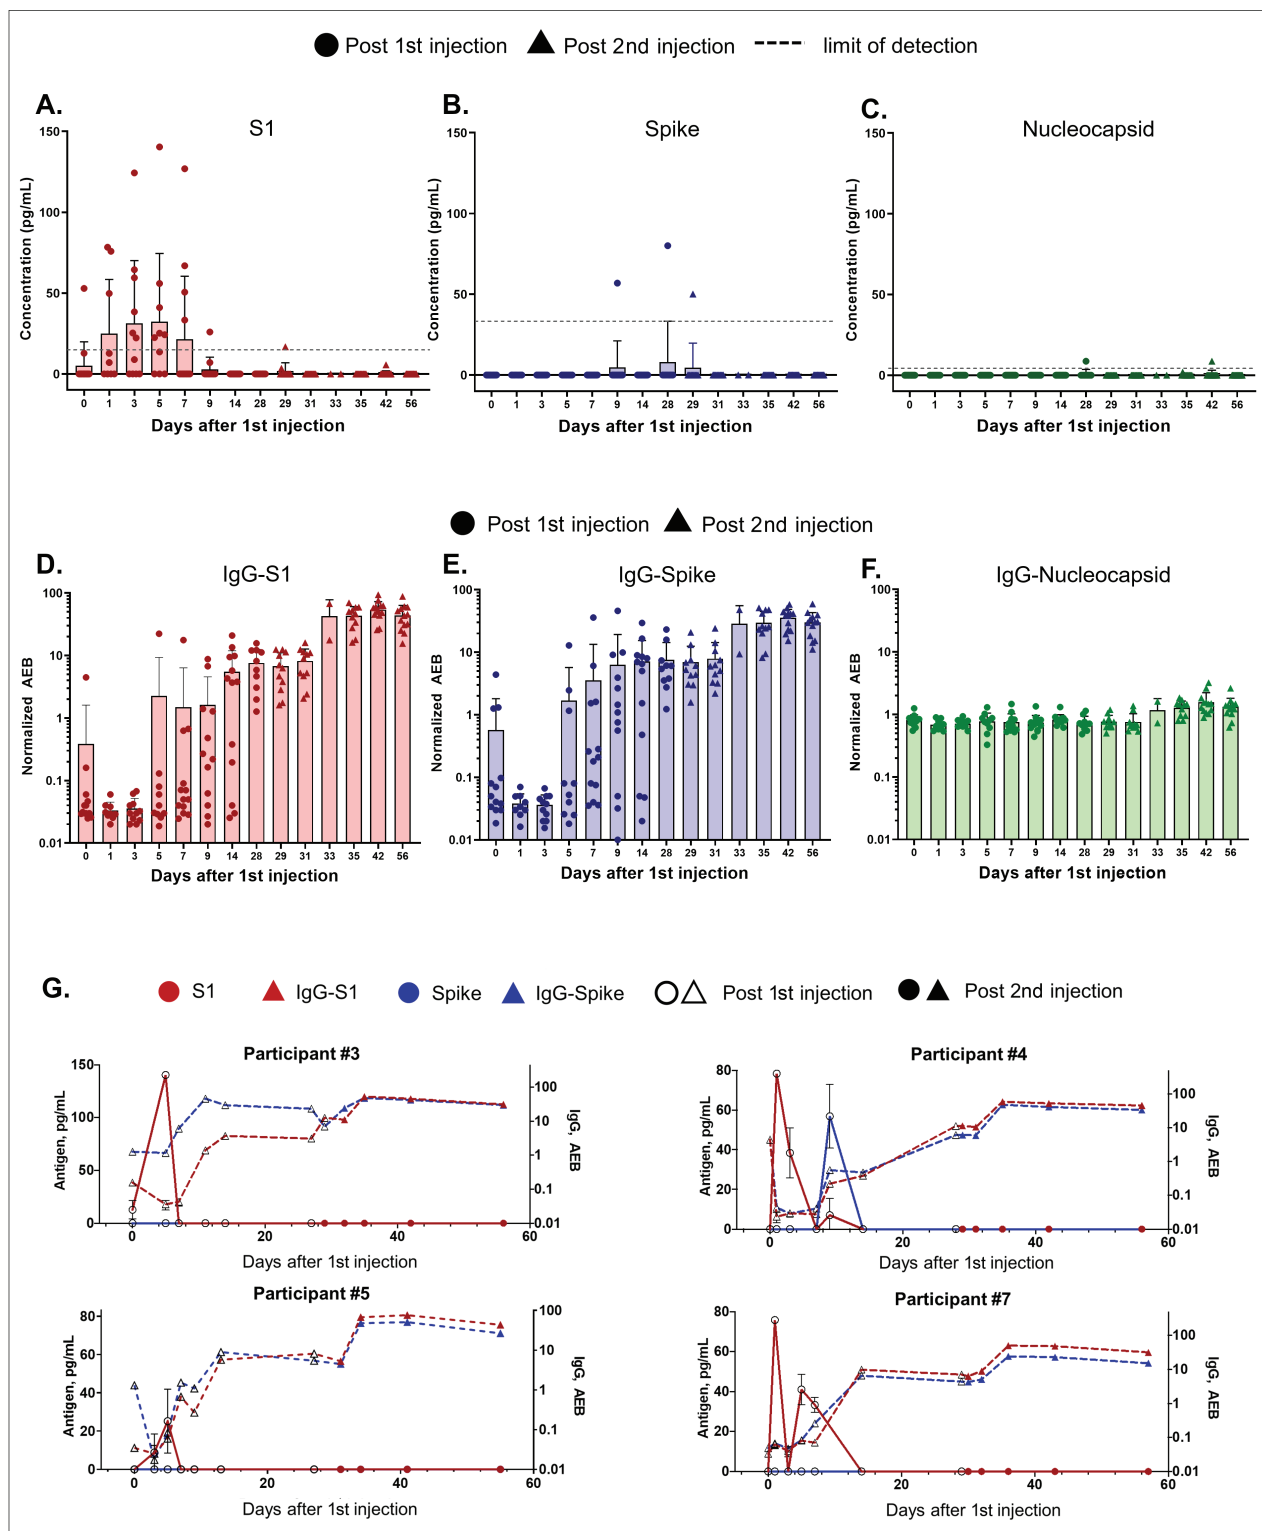 Post 1st injection Post 2nd injection limit of detection
A. B. C.
S1 Spike Nucleocapsid
Concentration (pg/mL)
150
100
50
0
0 1 3 5 7 9 14 28 29 31 33 35 42 56
Days after 1st injection
Concentration (pg/mL)
150
100
50
0
0 1 3 5 7 9 14 28 29 31 33 35 42 56
Days after 1st injection
Concentration (pg/mL)
150
100
50
0
0 1 3 5 7 9 14 28 29 31 33 35 42 56
Days after 1st injection
Post 1st injection Post 2nd injection
D. E. F.
IgG-S1 IgG-Spike IgG-Nucleocapsid
Normalized AEB
100
10
1
0.1
0.01
0 1 3 5 7 9 14 28 29 31 33 35 42 56
Days after 1st injection
Normalized AEB
100
10
1
0.1
0.01
0 1 3 5 7 9 14 28 29 31 33 35 42 56
Days after 1st injection
Normalized AEB
100
10
1
0.1
0.01
0 1 3 5 7 9 14 28 29 31 33 35 42 56
Days after 1st injection
G.
S1 IgG-S1 Spike IgG-Spike Post 1st injection Post 2nd injection
Participant #3
Antigen, pg/mL
150
100
50
0
100
10
1
0.1
0.01
IgG, AEB
0 20 40 60
Days after 1st injection
Participant #4
Antigen, pg/mL
80
60
40
20
0
100
10
1
0.1
0.01
IgG, AEB
0 20 40 60
Days after 1st injection
Participant #5
Antigen, pg/mL
80
60
40
20
0
100
10
1
0.1
0.01
IgG, AEB
0 20 40 60
Days after 1st injection
Participant #7
Antigen, pg/mL
80
60
40
20
0
100
10
1
0.1
0.01
IgG, AEB
0 20 40 60
Days after 1st injection